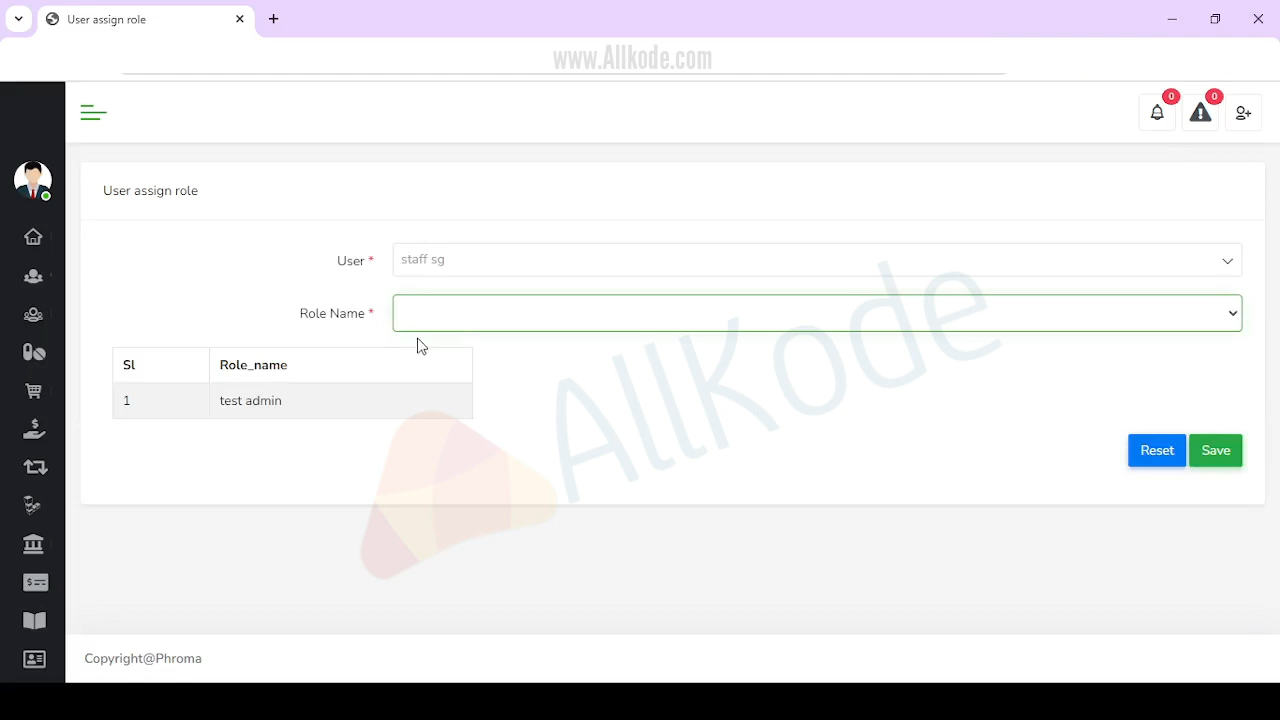 User assign role
www.Allkode.com
0
0
User assign role
User *
staff sg
Role Name *
Sl Role_name
1 test admin
AllKode
Reset Save
Copyright@Phroma